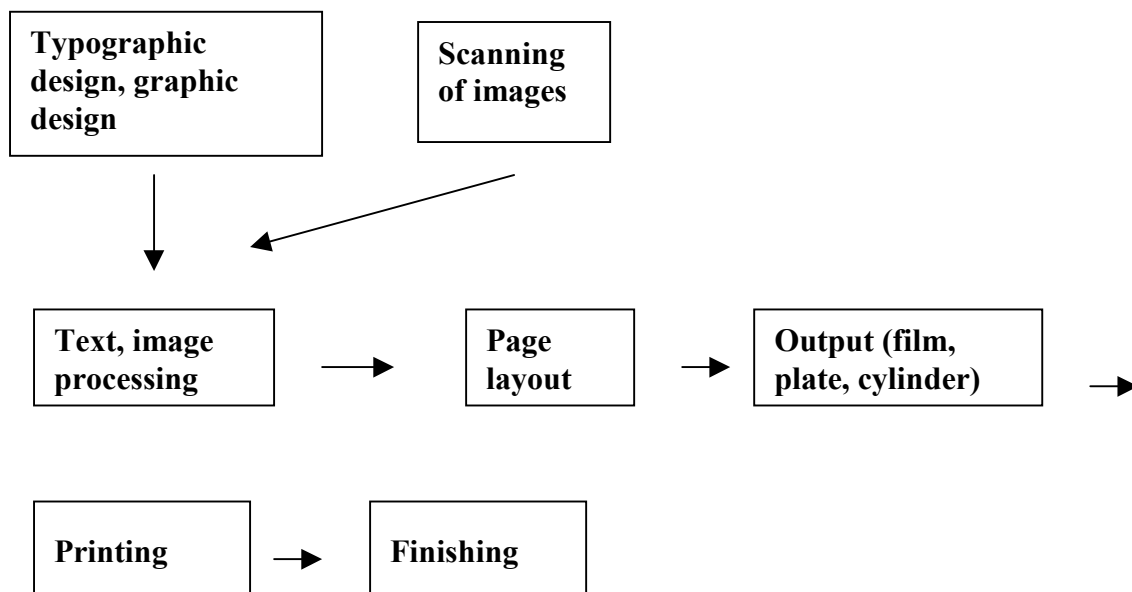 Typographic
design, graphic
design
Scanning
of images
Text, image
processing
Page
layout
Output (film,
plate, cylinder)
Printing
Finishing